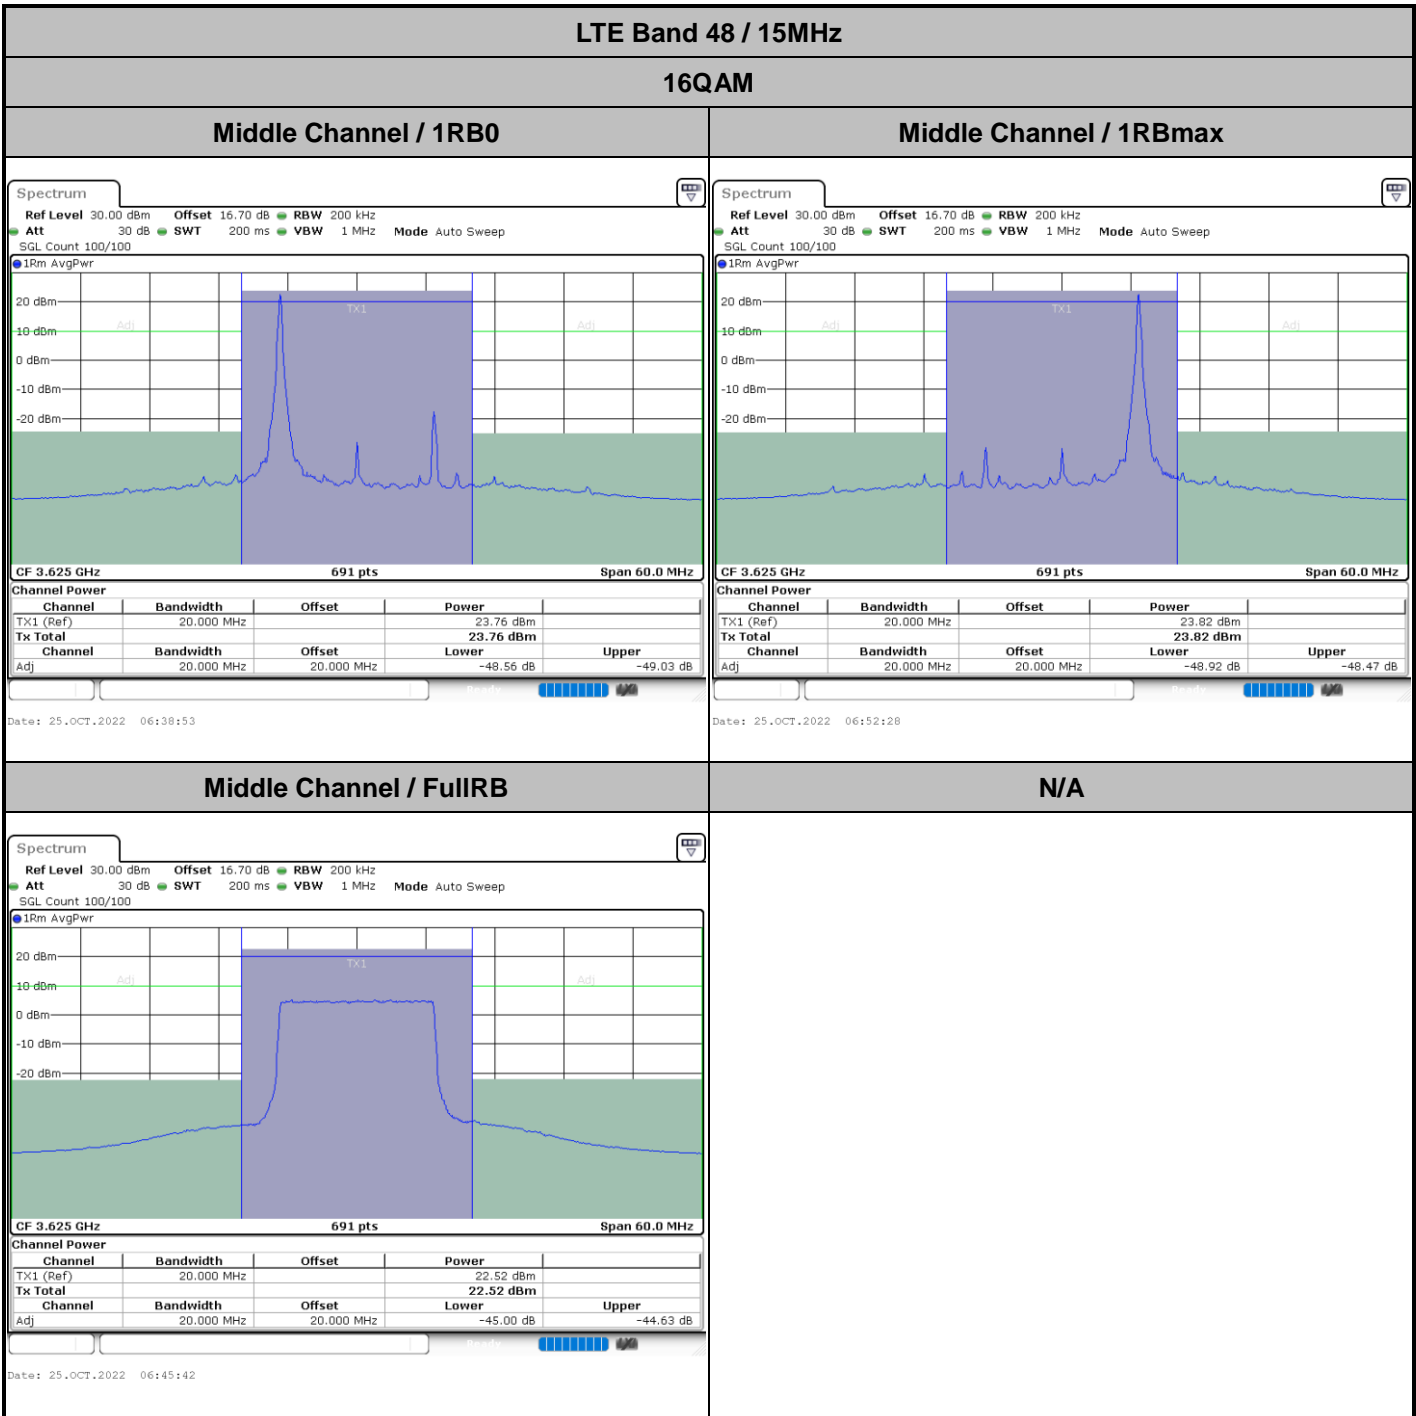 LTE Band 48 / 15MHz
16QAM
Middle Channel / 1RB0
Middle Channel / 1RBmax
Spectrum
Ref Level 30.00 dBm Offset 16.70 dB RBW 200 kHz
Att 30 dB SWT 200 ms VBW 1 MHz Mode Auto Sweep
SGL Count 100/100
1Rm AvgPwr
TX1
20 dBm
Adj
Adj
10 dBm
0 dBm
-10 dBm
-20 dBm
CF 3.625 GHz 691 pts Span 60.0 MHz
Channel Power
Channel Bandwidth Offset Power
TX1 (Ref) 20.000 MHz 23.76 dBm
Tx Total 23.76 dBm
Channel Bandwidth Offset Lower Upper
Adj 20.000 MHz 20.000 MHz -48.56 dB -49.03 dB
Ready
Date: 25.OCT.2022 06:38:53
Spectrum
Ref Level 30.00 dBm Offset 16.70 dB RBW 200 kHz
Att 30 dB SWT 200 ms VBW 1 MHz Mode Auto Sweep
SGL Count 100/100
1Rm AvgPwr
TX1
20 dBm
Adj
Adj
10 dBm
0 dBm
-10 dBm
-20 dBm
CF 3.625 GHz 691 pts Span 60.0 MHz
Channel Power
Channel Bandwidth Offset Power
TX1 (Ref) 20.000 MHz 23.82 dBm
Tx Total 23.82 dBm
Channel Bandwidth Offset Lower Upper
Adj 20.000 MHz 20.000 MHz -48.92 dB -48.47 dB
Ready
Date: 25.OCT.2022 06:52:28
Middle Channel / FullRB
N/A
Spectrum
Ref Level 30.00 dBm Offset 16.70 dB RBW 200 kHz
Att 30 dB SWT 200 ms VBW 1 MHz Mode Auto Sweep
SGL Count 100/100
1Rm AvgPwr
20 dBm
TX1
Adj
Adj
10 dBm
0 dBm
-10 dBm
-20 dBm
CF 3.625 GHz 691 pts Span 60.0 MHz
Channel Power
Channel Bandwidth Offset Power
TX1 (Ref) 20.000 MHz 22.52 dBm
Tx Total 22.52 dBm
Channel Bandwidth Offset Lower Upper
Adj 20.000 MHz 20.000 MHz -45.00 dB -44.63 dB
Ready
Date: 25.OCT.2022 06:45:42